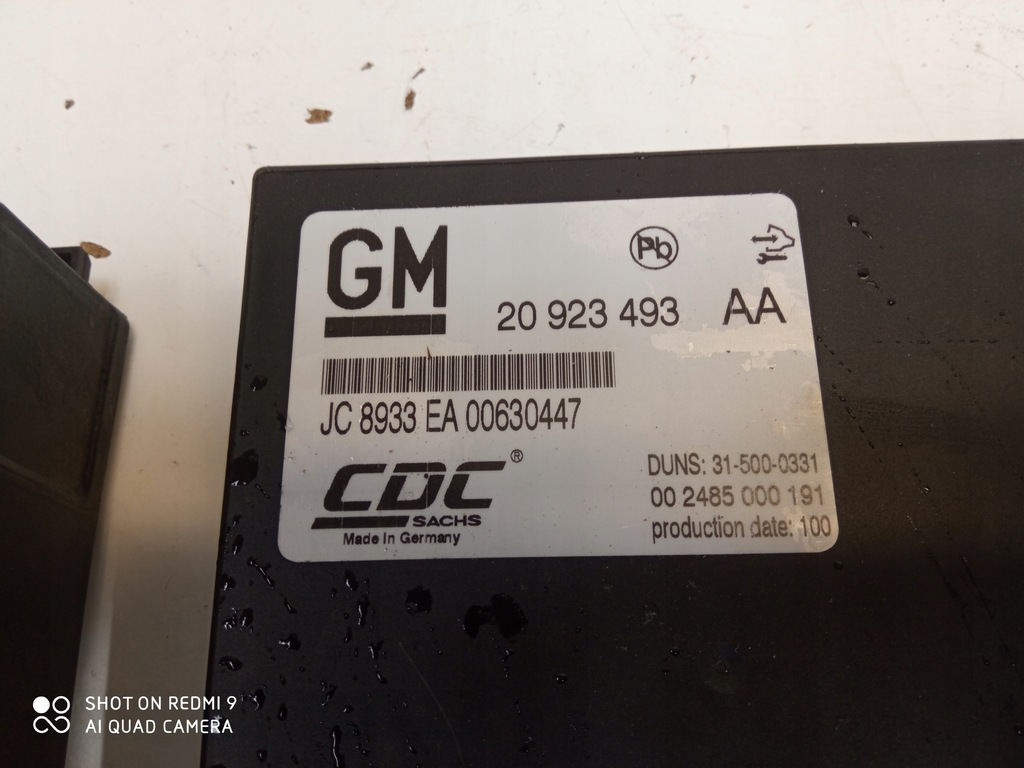 GM
Pb
20 923 493 AA
JC 8933 EA 00630447
CDC®
SACHS
Made In Germany
DUNS: 31-500-0331
00 2485 000 191
production date: 100
SHOT ON REDMI 9
AI QUAD CAMERA